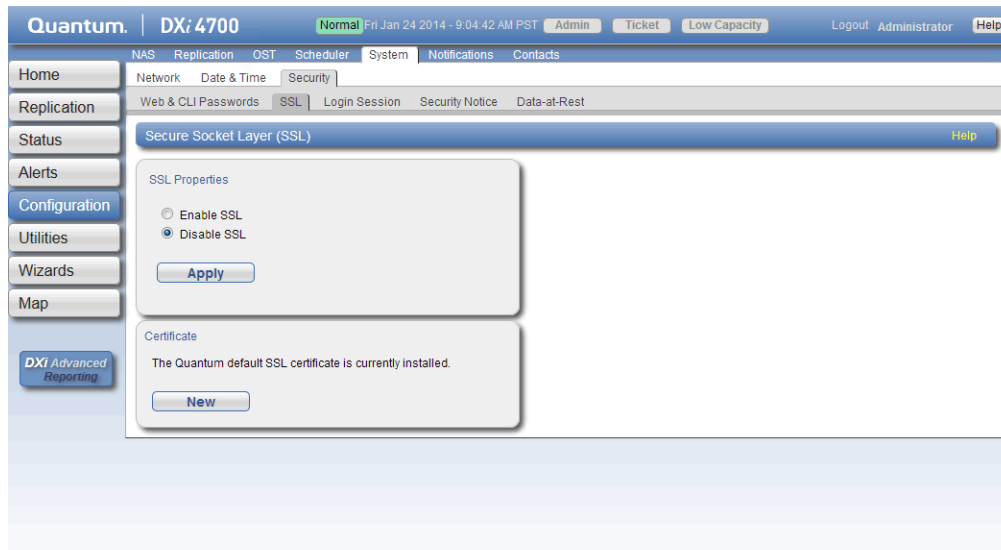 Quantum. | DXi 4700 Normal Fri Jan 24 2014 - 9:04:42 AM PST Admin Ticket Low Capacity Logout Administrator Help
NAS Replication OST Scheduler System Notifications Contacts
Network Date & Time Security
Web & CLI Passwords SSL Login Session Security Notice Data-at-Rest
Home
Replication
Status
Alerts
Configuration
Utilities
Wizards
Map
DXi Advanced
Reporting
Secure Socket Layer (SSL) Help
SSL Properties
Enable SSL
Disable SSL
Apply
Certificate
The Quantum default SSL certificate is currently installed.
New